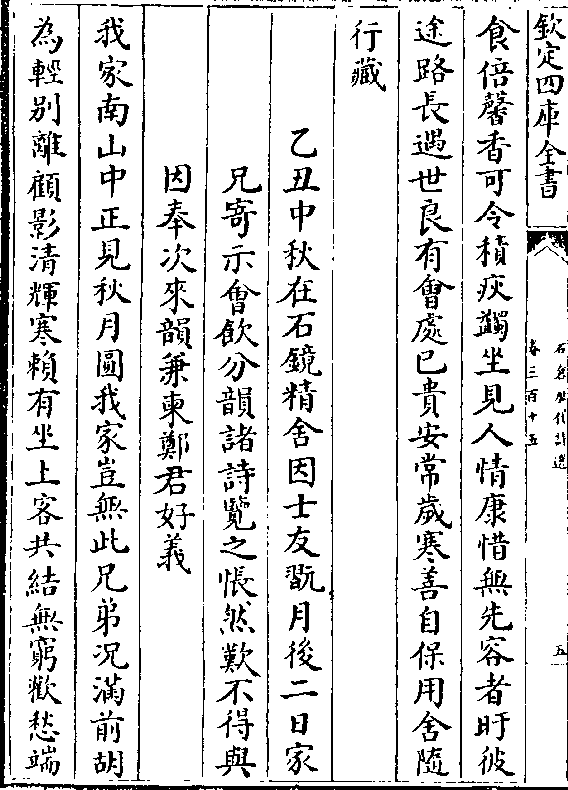 欽定四庫全書
石倉歷代詩選
卷三百十五
五
食倍馨香可令積疢蠲坐見人情康惜無先容者盱彼
途路長遇世良有會處已貴安常歲寒善自保用舍隨
行藏
乙丑中秋在石鏡精舍因士友翫月後二日家
兄寄示會飲分韻諸詩覽之悵然歎不得與
因奉次來韻兼柬鄭君好義
我家南山中正見秋月圓我家豈無此兄弟況滿前胡
為輕别離顧影清輝寒賴有坐上客共結無窮歡愁端